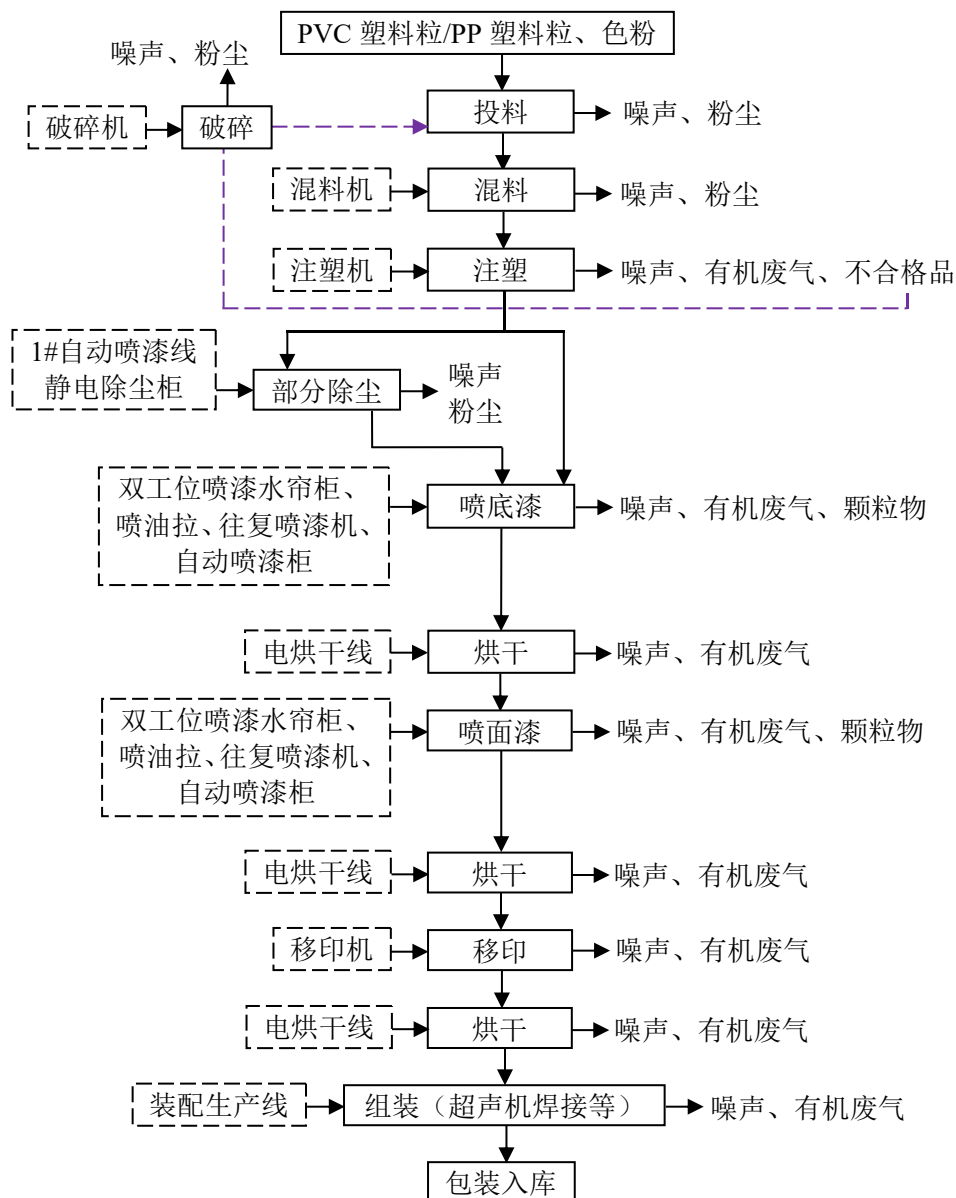 PVC 塑料粒/PP 塑料粒、色粉
噪声、粉尘
破碎机
破碎
投料
噪声、粉尘
混料机
混料
噪声、粉尘
注塑机
注塑
噪声、有机废气、不合格品
1#自动喷漆线
静电除尘柜
部分除尘
噪声
粉尘
双工位喷漆水帘柜、
喷油拉、往复喷漆机、
自动喷漆柜
喷底漆
噪声、有机废气、颗粒物
电烘干线
烘干
噪声、有机废气
双工位喷漆水帘柜、
喷油拉、往复喷漆机、
自动喷漆柜
喷面漆
噪声、有机废气、颗粒物
电烘干线
烘干
噪声、有机废气
移印机
移印
噪声、有机废气
电烘干线
烘干
噪声、有机废气
装配生产线
组装（超声机焊接等）
噪声、有机废气
包装入库